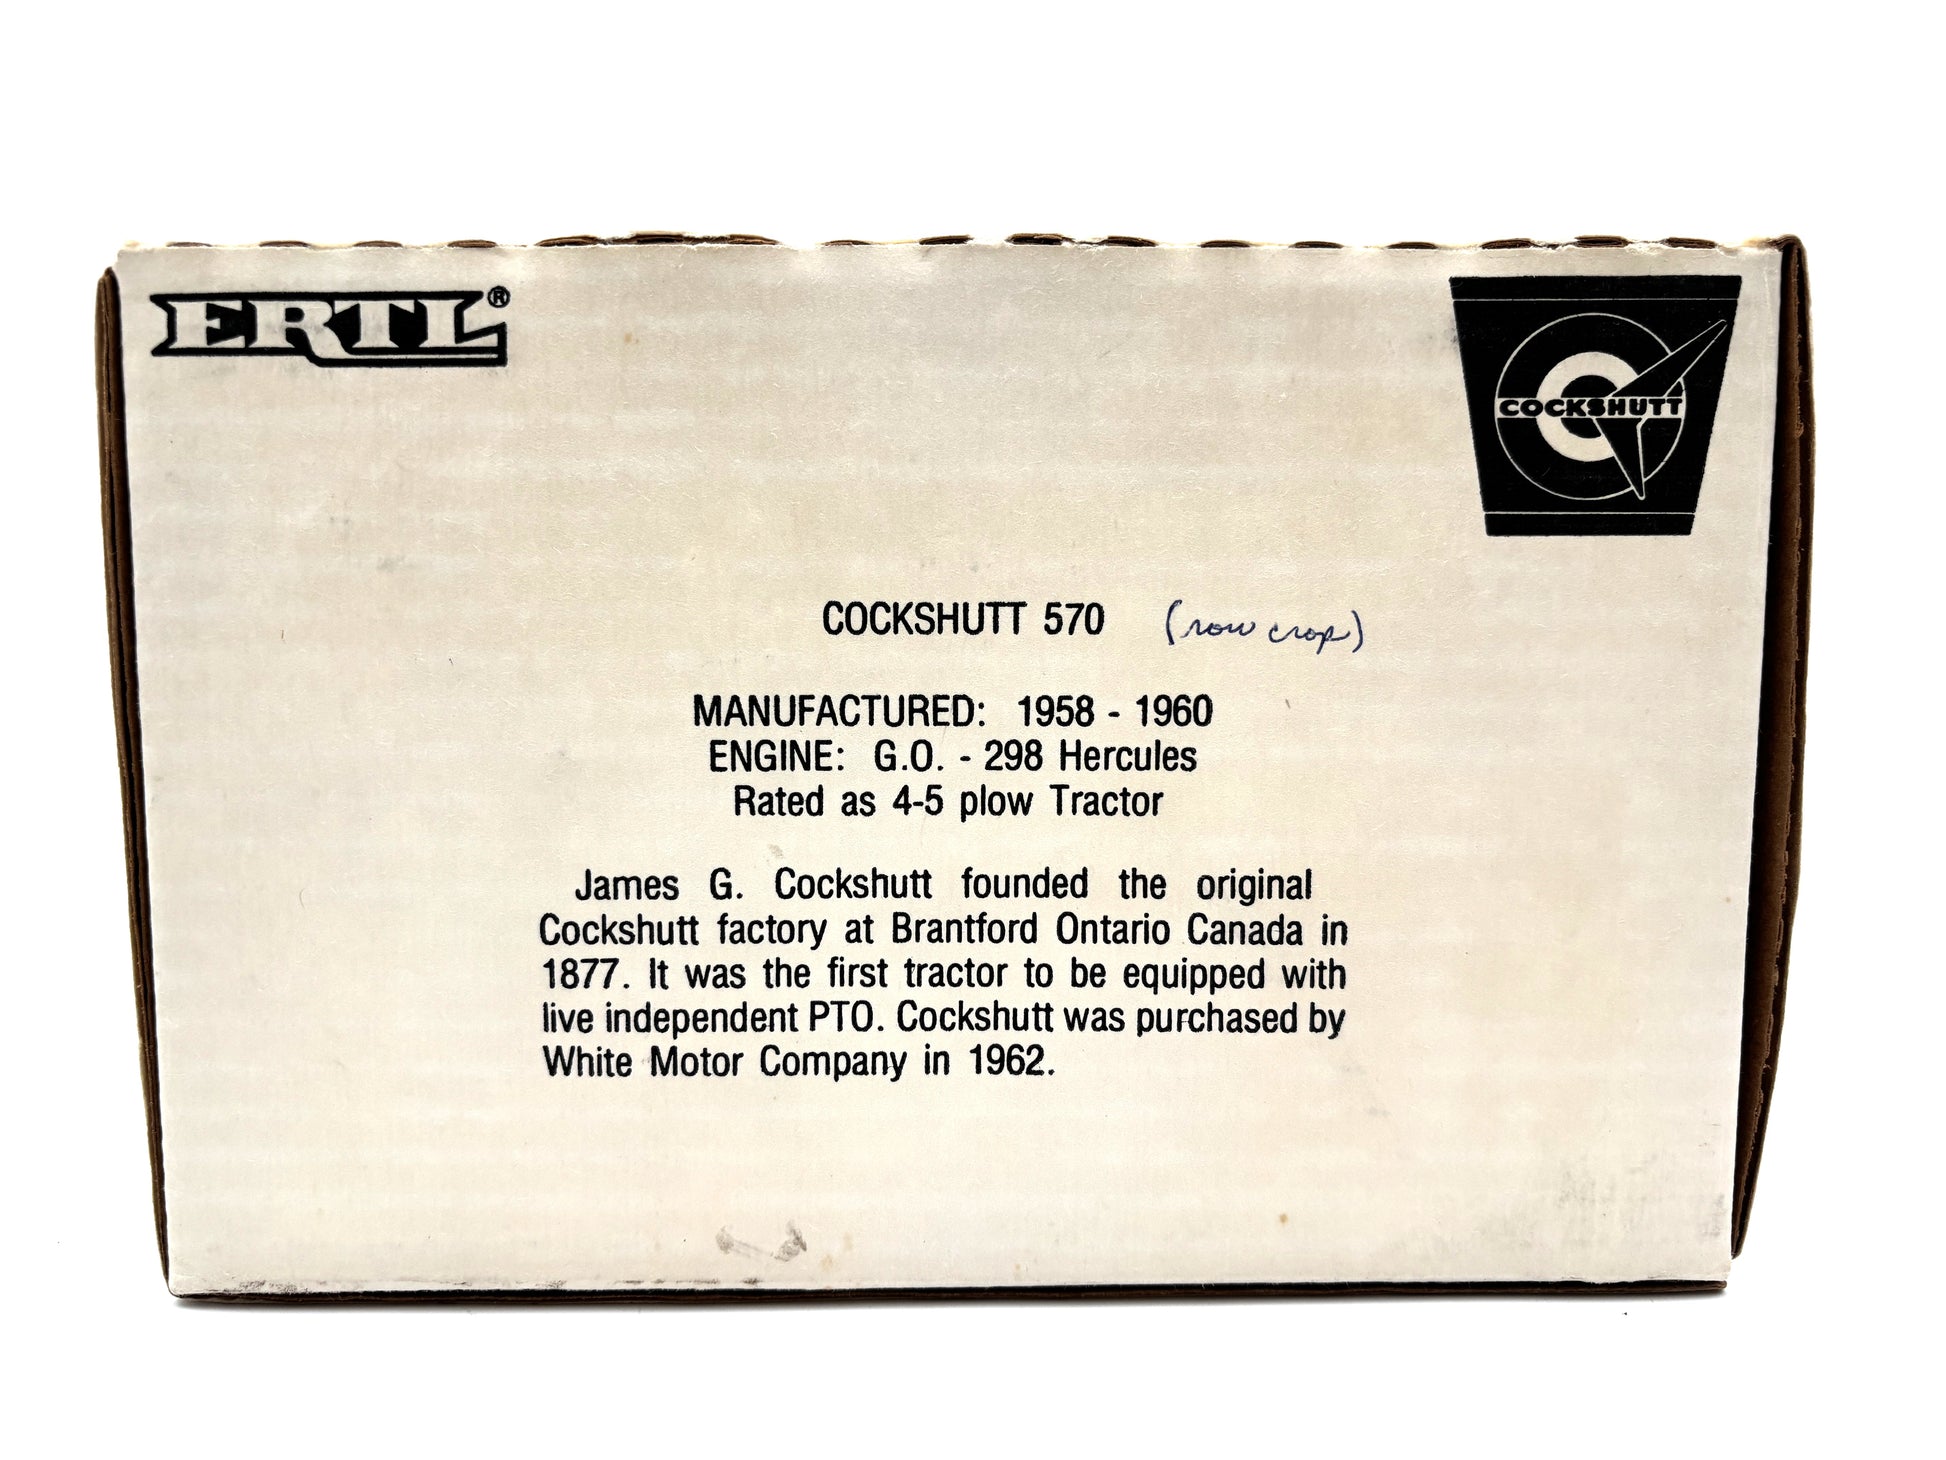 ERTL®
COCKSHUTT
COCKSHUTT 570 (row crop)
MANUFACTURED: 1958 - 1960
ENGINE: G.O. - 298 Hercules
Rated as 4-5 plow Tractor
James G. Cockshutt founded the original
Cockshutt factory at Brantford Ontario Canada in
1877. It was the first tractor to be equipped with
live independent PTO. Cockshutt was purchased by
White Motor Company in 1962.